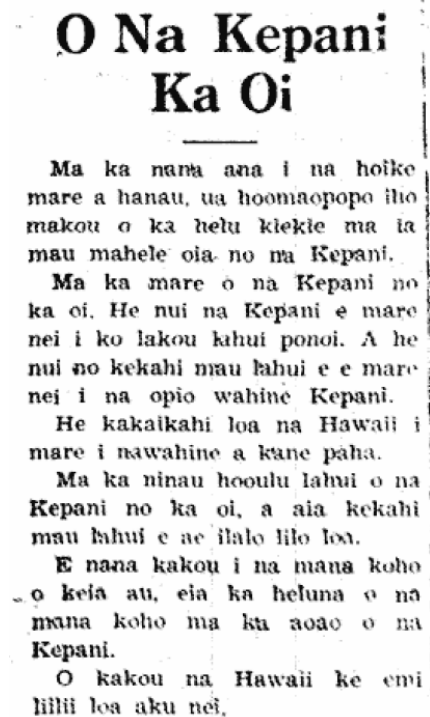 O Na Kepani
Ka Oi
Ma ka nana ana i na hoike
mare a hanau, ua hoomaopopo iho
makou o ka helu kiekie ma ia
mau mahele oia no na Kepani.
Ma ka mare o na Kepani no
ka oi. He nui na Kepani e mare
nei i ko lakou lahui ponoi. A he
nui no kekahi mau lahui e e mare
nei i na opio wahine Kepani.
He kakaikahi loa na Hawaii i
mare i nawahine a kane paha.
Ma ka ninau hooulu lahui o na
Kepani no ka oi, a aia kekahi
mau lahui e ae ilalo lilo loa.
E nana kakou i na mana koho
o keia au, eia ka heluna o na
mana koho ma ka aoao o na
Kepani.
O kakou na Hawaii ke emi
liilii loa aku nei.